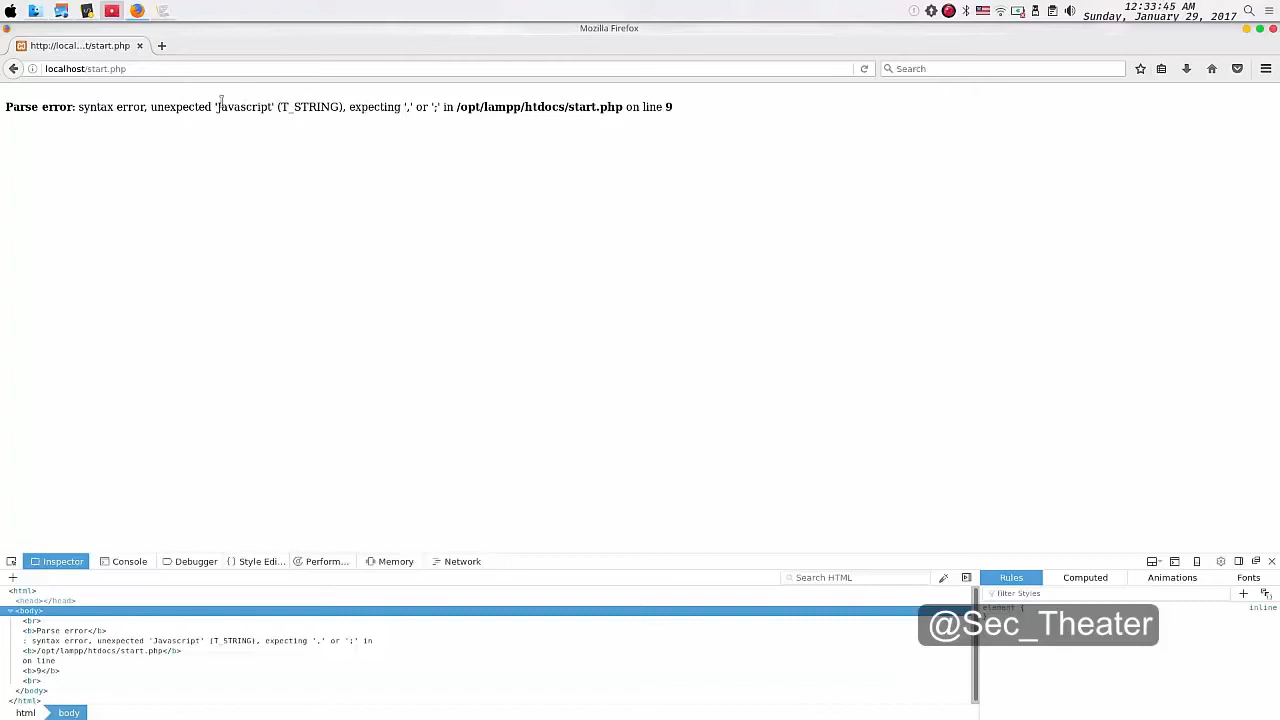 12:33:45 AM
Sunday, January 29, 2017
Mozilla Firefox
http://local...t/start.php
localhost/start.php
Search
Parse error: syntax error, unexpected 'Javascript' (T_STRING), expecting ',' or ';' in /opt/lampp/htdocs/start.php on line 9
Inspector Console Debugger Style Edi... Perform... Memory Network
Search HTML
Rules Computed Animations Fonts
Filter Styles
element { inline
}
@Sec_Theater
<html>
<head></head>
<body>
<br>
<b>Parse error</b>
: syntax error, unexpected 'Javascript' (T_STRING), expecting ',' or ';' in
<b>/opt/lampp/htdocs/start.php</b>
on line
<b>9</b>
<br>
</body>
</html>
html body